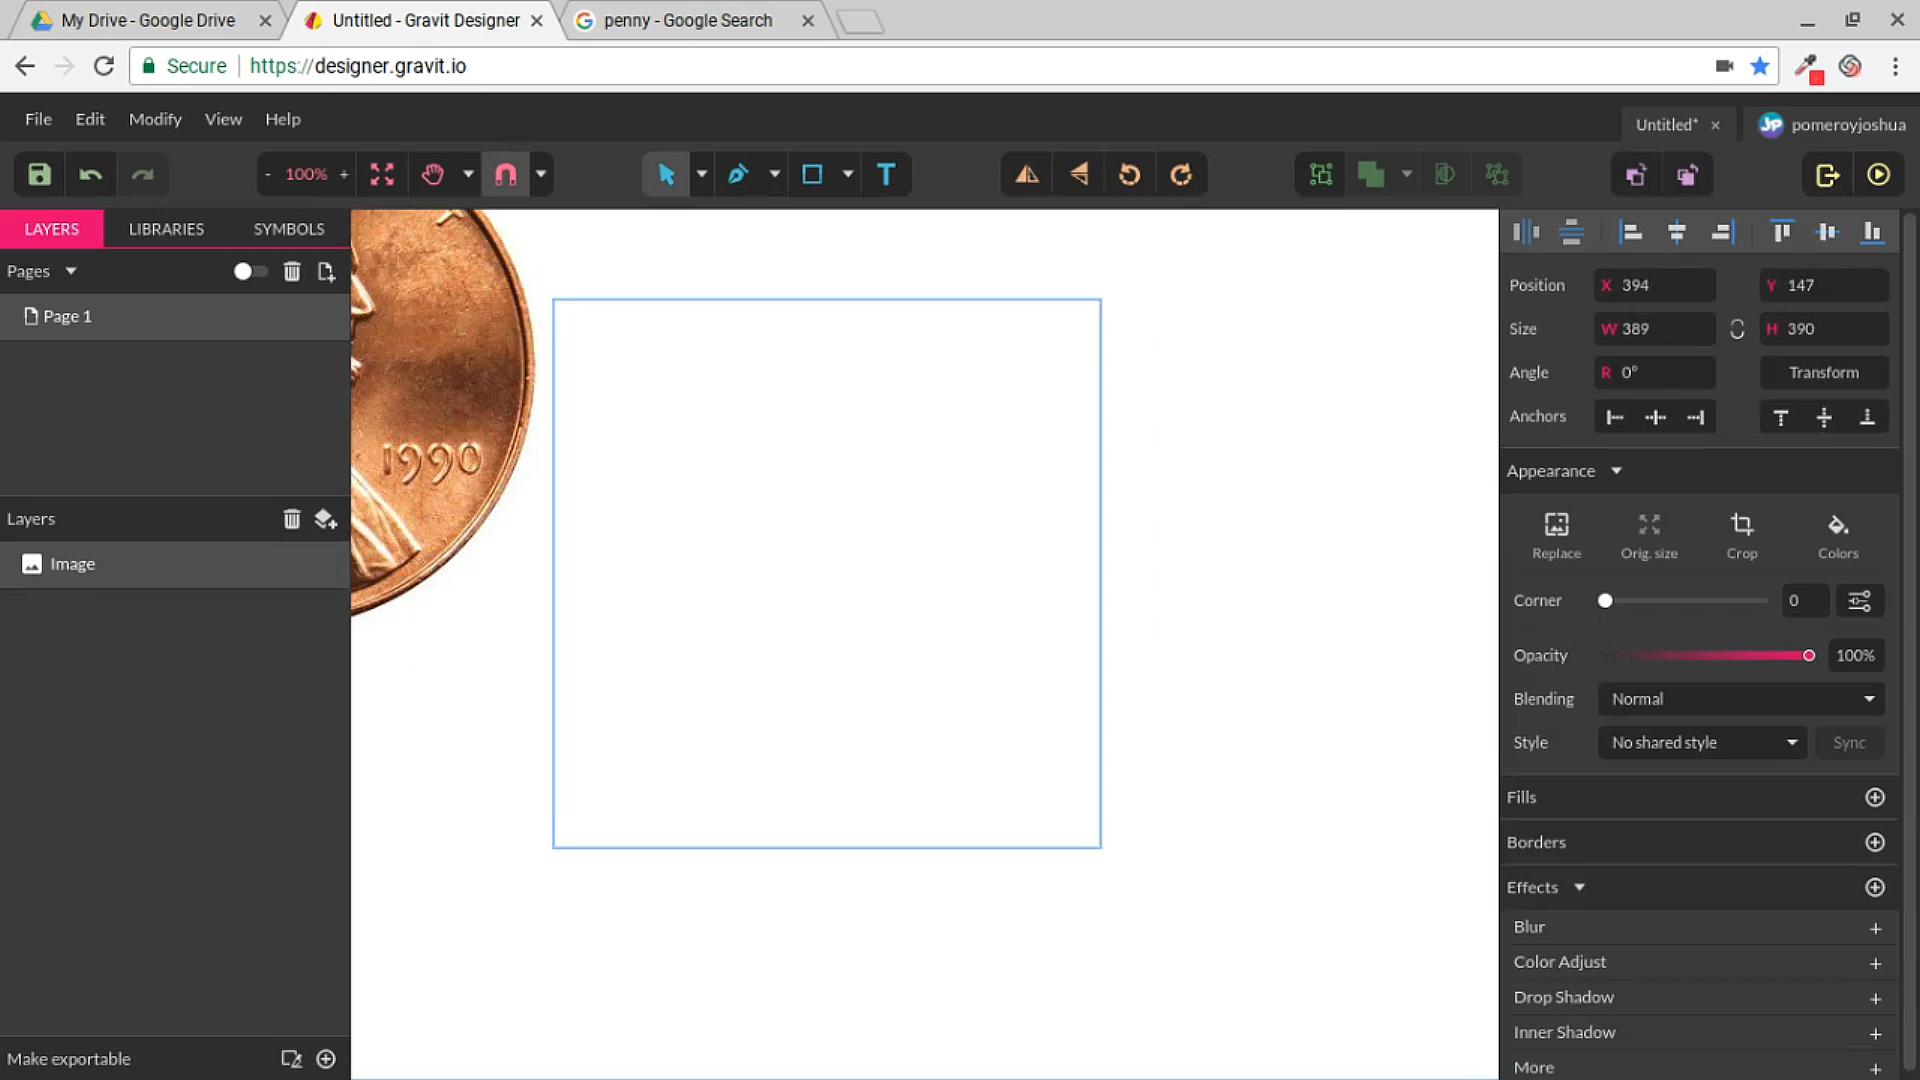 My Drive - Google Drive
Untitled - Gravit Designer
penny - Google Search
Secure
https://designer.gravit.io
File Edit Modify View Help
Untitled*
JP
pomeroyjoshua
- 100% +
T
LAYERS LIBRARIES SYMBOLS
Pages
Page 1
Layers
Image
Make exportable
1990
Position X 394 Y 147
Size W 389 H 390
Angle R 0° Transform
Anchors
Appearance
Replace Orig. size Crop Colors
Corner 0
Opacity 100%
Blending Normal
Style No shared style Sync
Fills
Borders
Effects
Blur +
Color Adjust +
Drop Shadow +
Inner Shadow +
More +